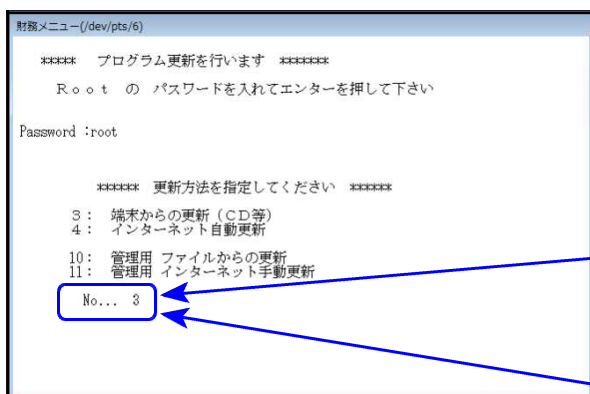 財務メニュー(/dev/pts/6)
***** プログラム更新を行います *******
Ｒｏｏｔ の パスワードを入れてエンターを押して下さい
Password :root
****** 更新方法を指定してください ******
3： 端末からの更新（ＣＤ等）
4： インターネット自動更新
10： 管理用 ファイルからの更新
11： 管理用 インターネット手動更新
No... 3